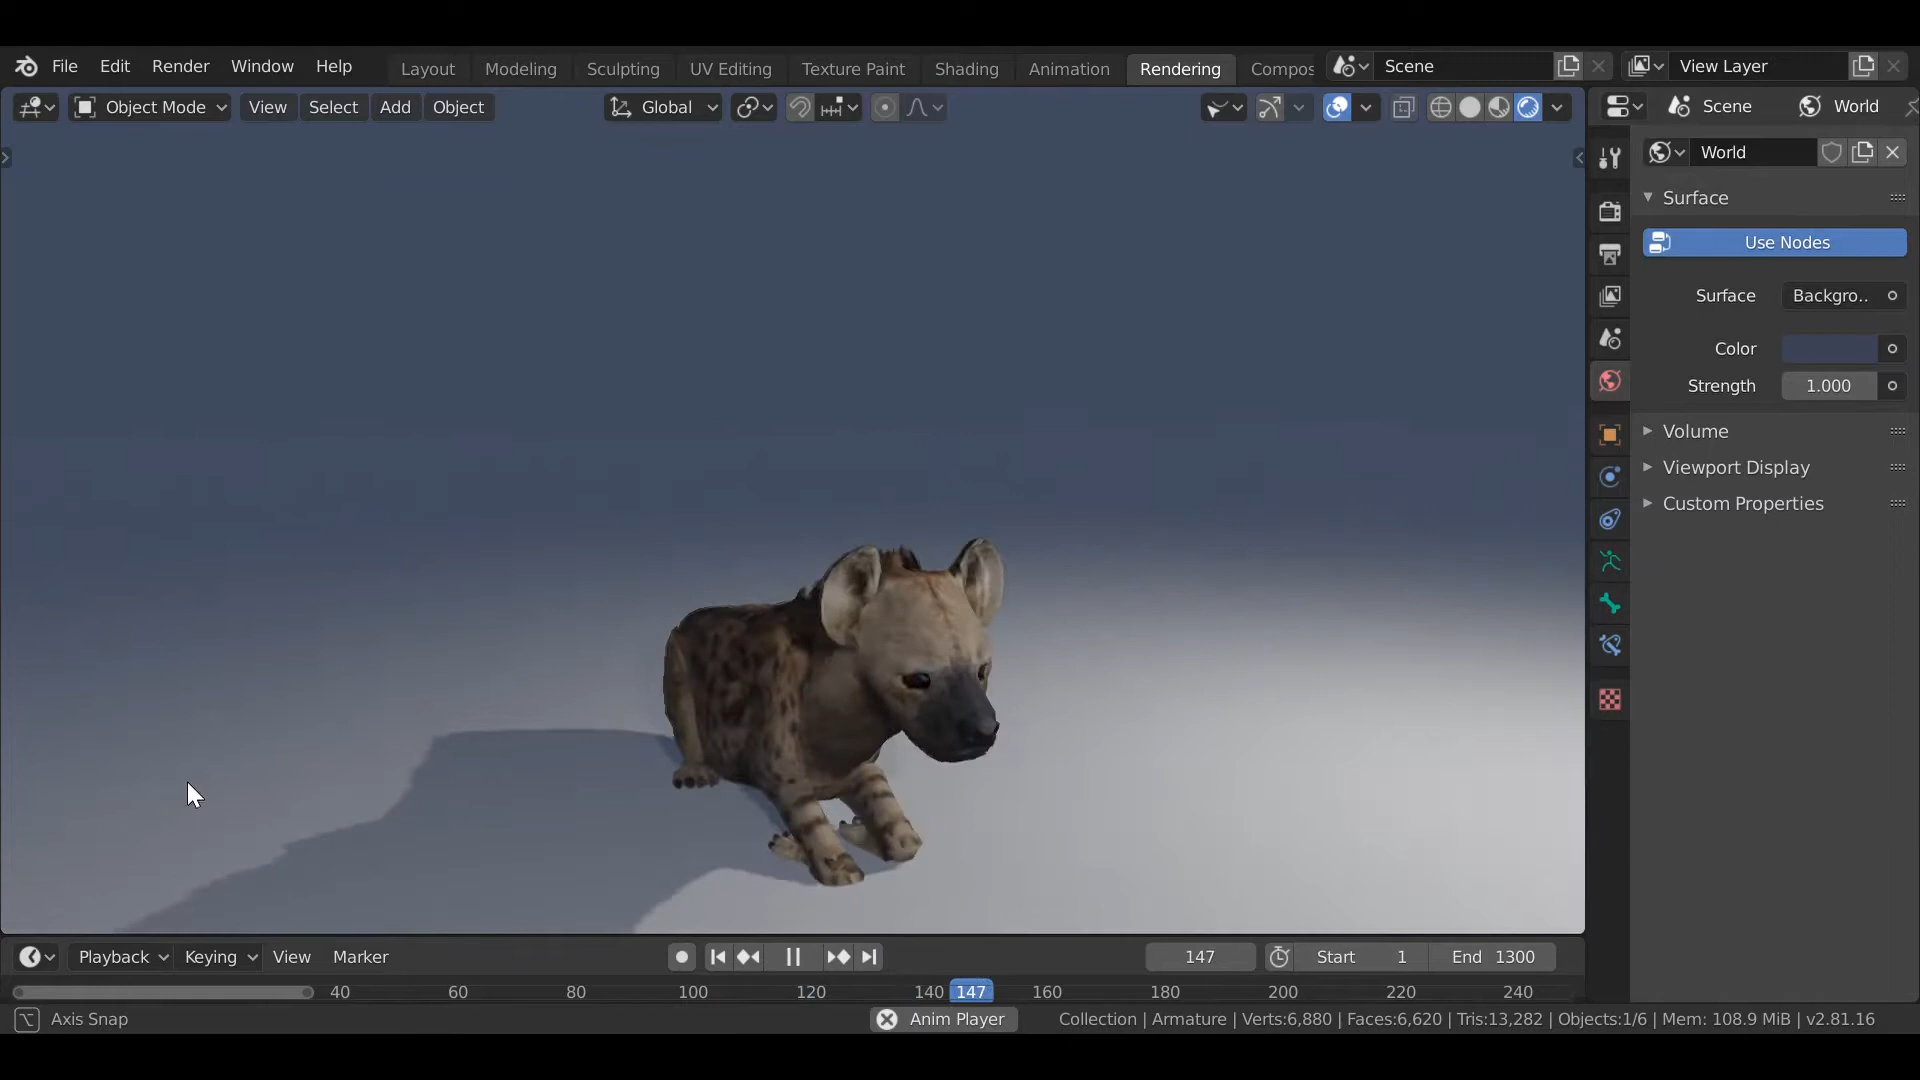 File Edit Render Window Help Layout Modeling Sculpting UV Editing Texture Paint Shading Animation Rendering Compos Scene View Layer
Object Mode View Select Add Object Global Scene World
World
Surface
Use Nodes
Surface Backgro..
Color
Strength 1.000
Volume
Viewport Display
Custom Properties
Playback Keying View Marker 147 Start 1 End 1300
40 60 80 100 120 140 147 160 180 200 220 240
Axis Snap Anim Player Collection | Armature | Verts:6,880 | Faces:6,620 | Tris:13,282 | Objects:1/6 | Mem: 108.9 MiB | v2.81.16